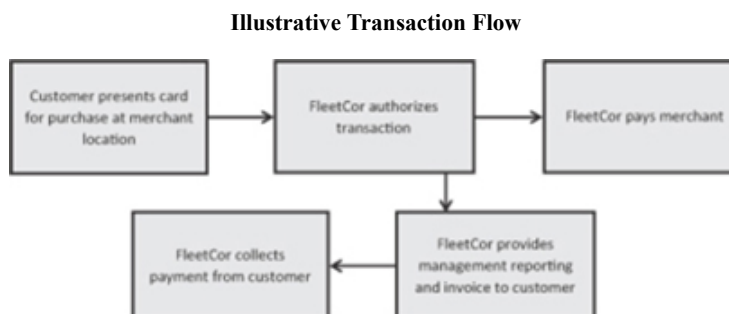 Illustrative Transaction Flow
Customer presents card
for purchase at merchant
location
FleetCor authorizes
transaction
FleetCor pays merchant
FleetCor collects
payment from customer
FleetCor provides
management reporting
and invoice to customer